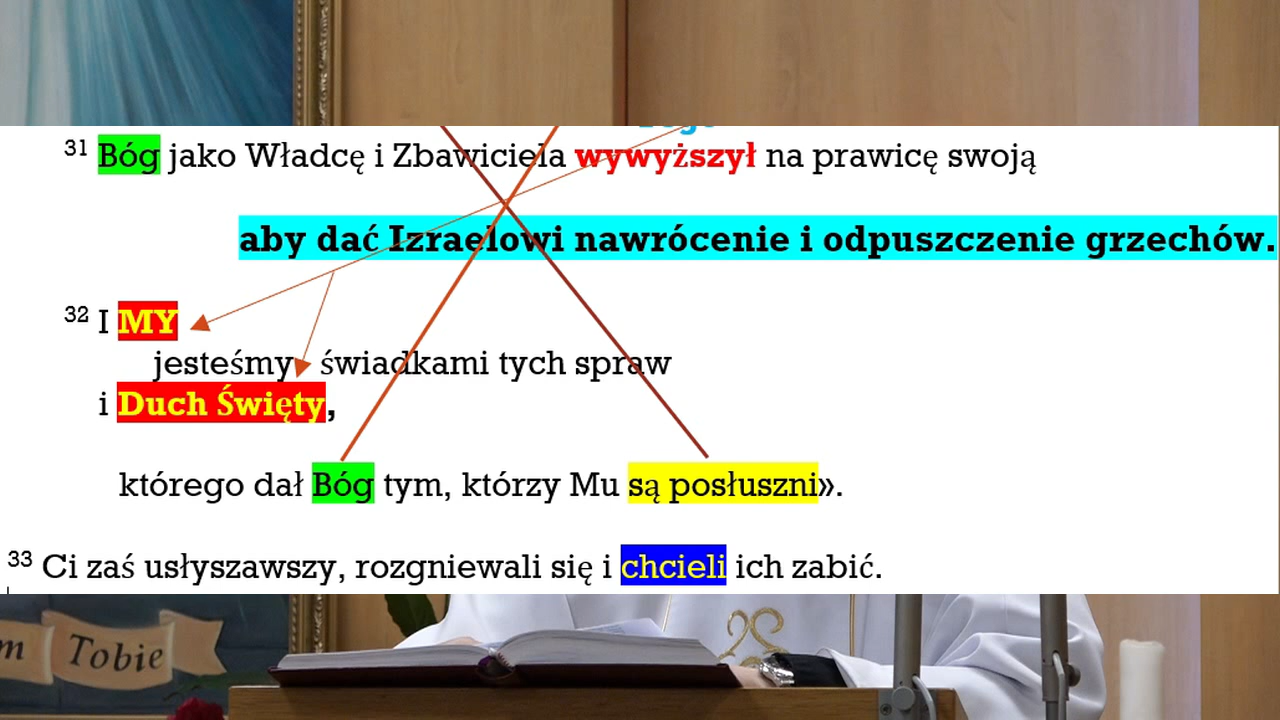 31 Bóg jako Władcę i Zbawiciela wywyższył na prawicę swoją
aby dać Izraelowi nawrócenie i odpuszczenie grzechów.
32 I MY
jesteśmy świadkami tych spraw
i Duch Święty,
którego dał Bóg tym, którzy Mu są posłuszni».
33 Ci zaś usłyszawszy, rozgniewali się i chcieli ich zabić.
m Tobie